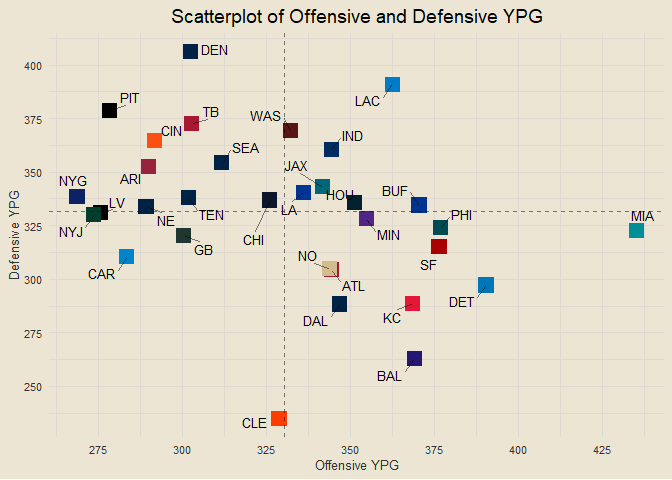 Scatterplot of Offensive and Defensive YPG
DEN
400
LAC
PIT
TB
375
CIN
WAS
IND
SEA
350
ARI
JAX
NYG
HOU
BUF
LV
LA
PHI
MIA
325
NYJ
NE
TEN
CHI
MIN
GB
NO
SF
300
CAR
ATL
DET
DAL
KC
275
BAL
250
CLE
Defensive YPG
275
300
325
350
375
400
425
Offensive YPG